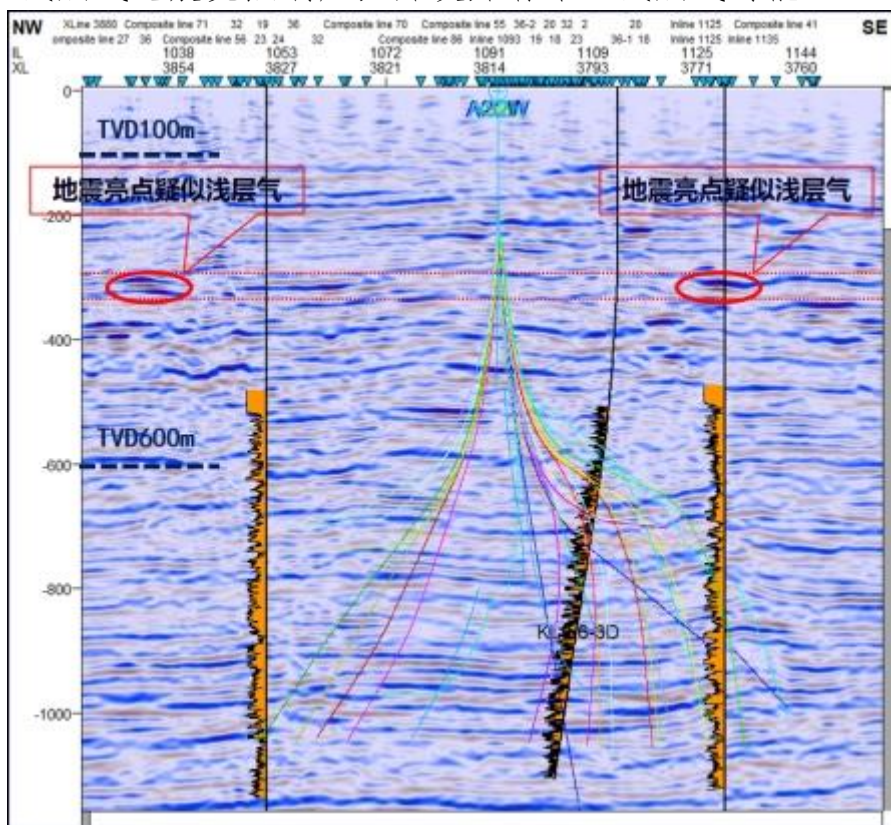 NW
SE
XLine 3880 Composite line 71 32 19 36 Composite line 70 Composite line 55 36-2 20 32 2 20 Inline 1125 Composite line 41
omposite line 27 36 Composite line 56 23 24 32 Composite line 86 Inline 1093 19 18 23 36-1 18 Inline 1125 Inline 1135
IL 1038 1053 1072 1091 1109 1125 1144
XL 3854 3827 3821 3814 3793 3771 3760
0
TVD100m
地震亮点疑似浅层气
地震亮点疑似浅层气
-200
-400
TVD600m
-600
-800
-1000